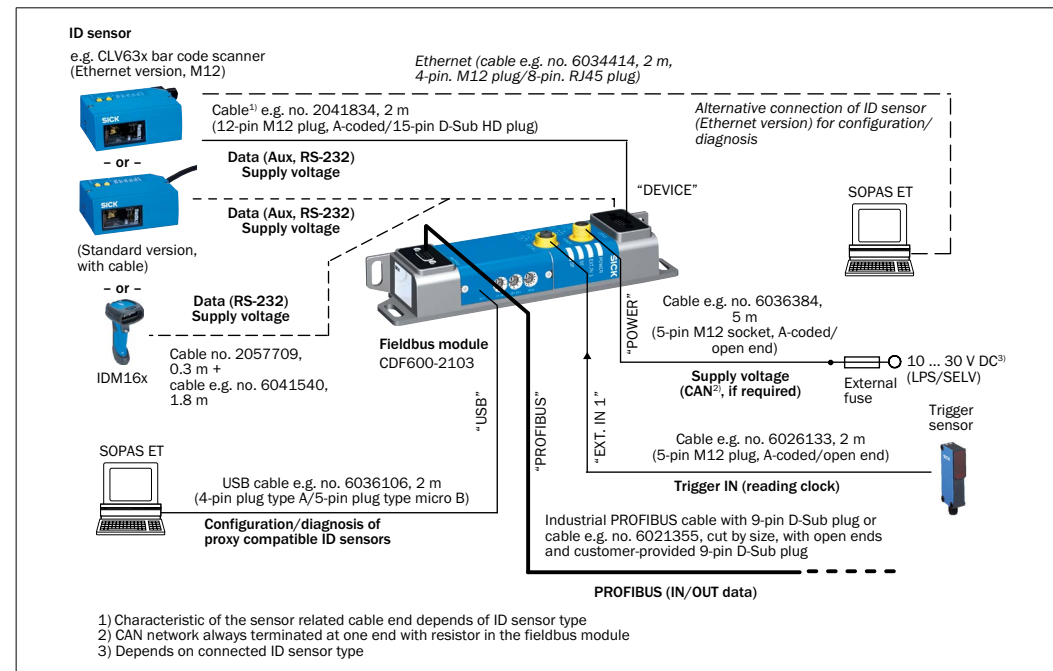 ID sensor
e.g. CLV63x bar code scanner
(Ethernet version, M12)
Ethernet (cable e.g. no. 6034414, 2 m,
4-pin. M12 plug/8-pin. RJ45 plug)
SICK
Cable1) e.g. no. 2041834, 2 m
(12-pin M12 plug, A-coded/15-pin D-Sub HD plug)
Alternative connection of ID sensor
(Ethernet version) for configuration/
diagnosis
– or –
Data (Aux, RS-232)
Supply voltage
SICK
"DEVICE"
SOPAS ET
Data (Aux, RS-232)
Supply voltage
(Standard version,
with cable)
– or –
SICK
Data (RS-232)
Supply voltage
IDM16x
Cable no. 2057709,
0.3 m +
cable e.g. no. 6041540,
1.8 m
Fieldbus module
CDF600-2103
"POWER"
Cable e.g. no. 6036384,
5 m
(5-pin M12 socket, A-coded/
open end)
10 ... 30 V DC3)
(LPS/SELV)
Supply voltage
(CAN2), if required)
External
fuse
Trigger
sensor
"USB"
"PROFIBUS"
"EXT. IN 1"
Cable e.g. no. 6026133, 2 m
(5-pin M12 plug, A-coded/open end)
Trigger IN (reading clock)
SOPAS ET
USB cable e.g. no. 6036106, 2 m
(4-pin plug type A/5-pin plug type micro B)
Configuration/diagnosis of
proxy compatible ID sensors
Industrial PROFIBUS cable with 9-pin D-Sub plug or
cable e.g. no. 6021355, cut by size, with open ends
and customer-provided 9-pin D-Sub plug
PROFIBUS (IN/OUT data)
1) Characteristic of the sensor related cable end depends of ID sensor type
2) CAN network always terminated at one end with resistor in the fieldbus module
3) Depends on connected ID sensor type